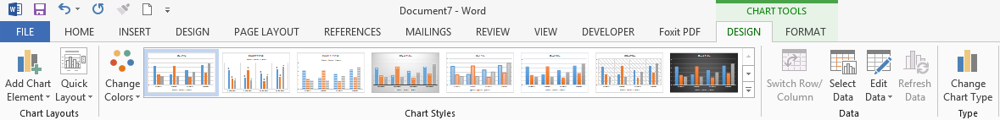 Document7 - Word
CHART TOOLS
FILE HOME INSERT DESIGN PAGE LAYOUT REFERENCES MAILINGS REVIEW VIEW DEVELOPER Foxit PDF DESIGN FORMAT
Add Chart
Element
Quick
Layout
Chart Layouts
Change
Colors
Chart Styles
Switch Row/
Column
Select
Data
Edit
Data
Refresh
Data
Data
Change
Chart Type
Type